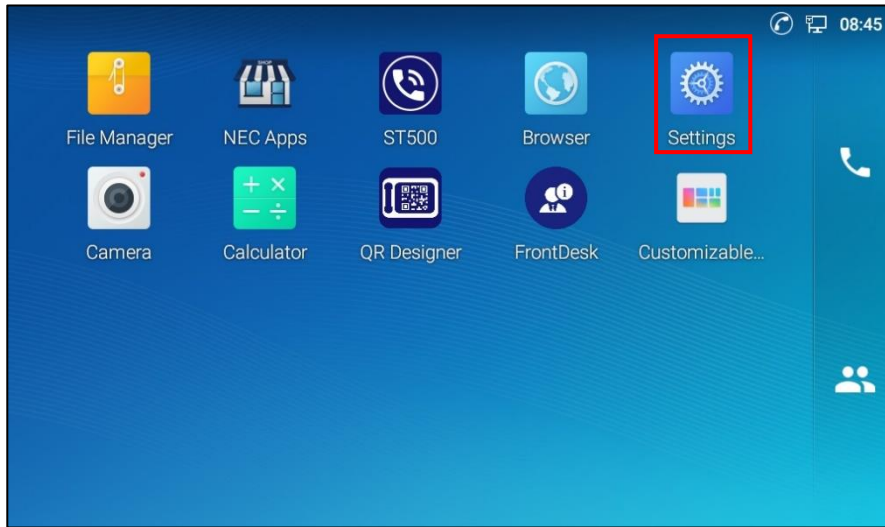 08:45
File Manager NEC Apps ST500 Browser Settings
Camera Calculator QR Designer FrontDesk Customizable...